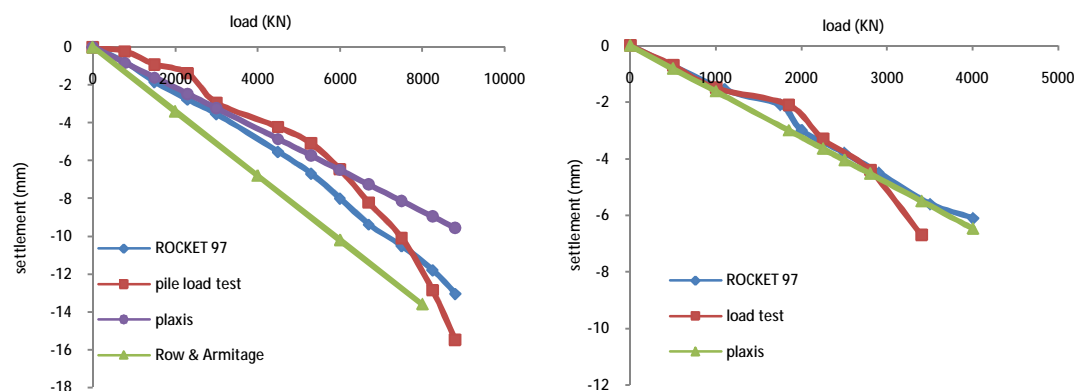 load (KN)
0
0 2000 4000 6000 8000 10000
-2
-4
-6
-8
-10
-12
-14
-16
-18
settlement (mm)
ROCKET 97
pile load test
plaxis
Row & Armitage
load (KN)
0
0 1000 2000 3000 4000 5000
-2
-4
-6
-8
-10
-12
settlement (mm)
ROCKET 97
load test
plaxis